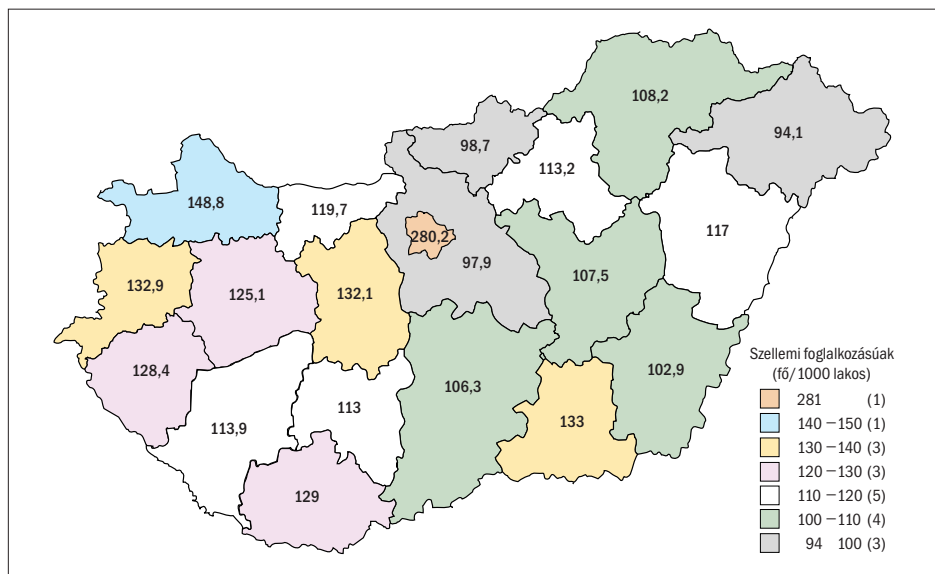 108,2
94,1
98,7
113,2
148,8
119,7
117
280,2
97,9
107,5
132,9
125,1
132,1
128,4
102,9
106,3
113,9
113
133
129
Szellemi foglalkozásúak
(fő/1000 lakos)
281 (1)
140 –150 (1)
130 –140 (3)
120 –130 (3)
110 –120 (5)
100 –110 (4)
94 100 (3)